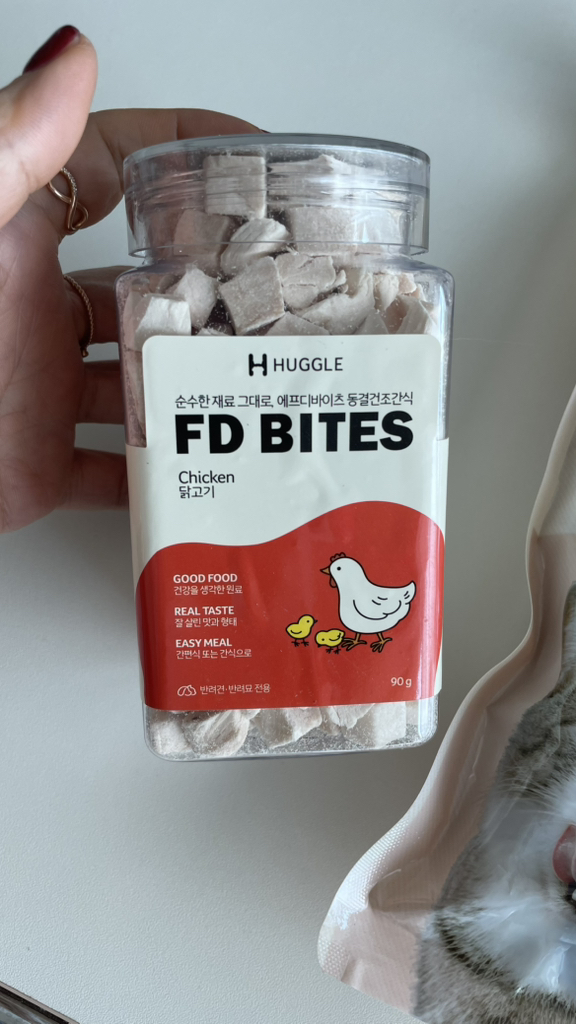 HUGGLE
순수한 재료 그대로, 에프디바이츠 동결건조간식
FD BITES
Chicken
닭고기
GOOD FOOD
건강을 생각한 원료
REAL TASTE
잘 살린 맛과 형태
EASY MEAL
간편식 또는 간식으로
반려견·반려묘 전용
90 g